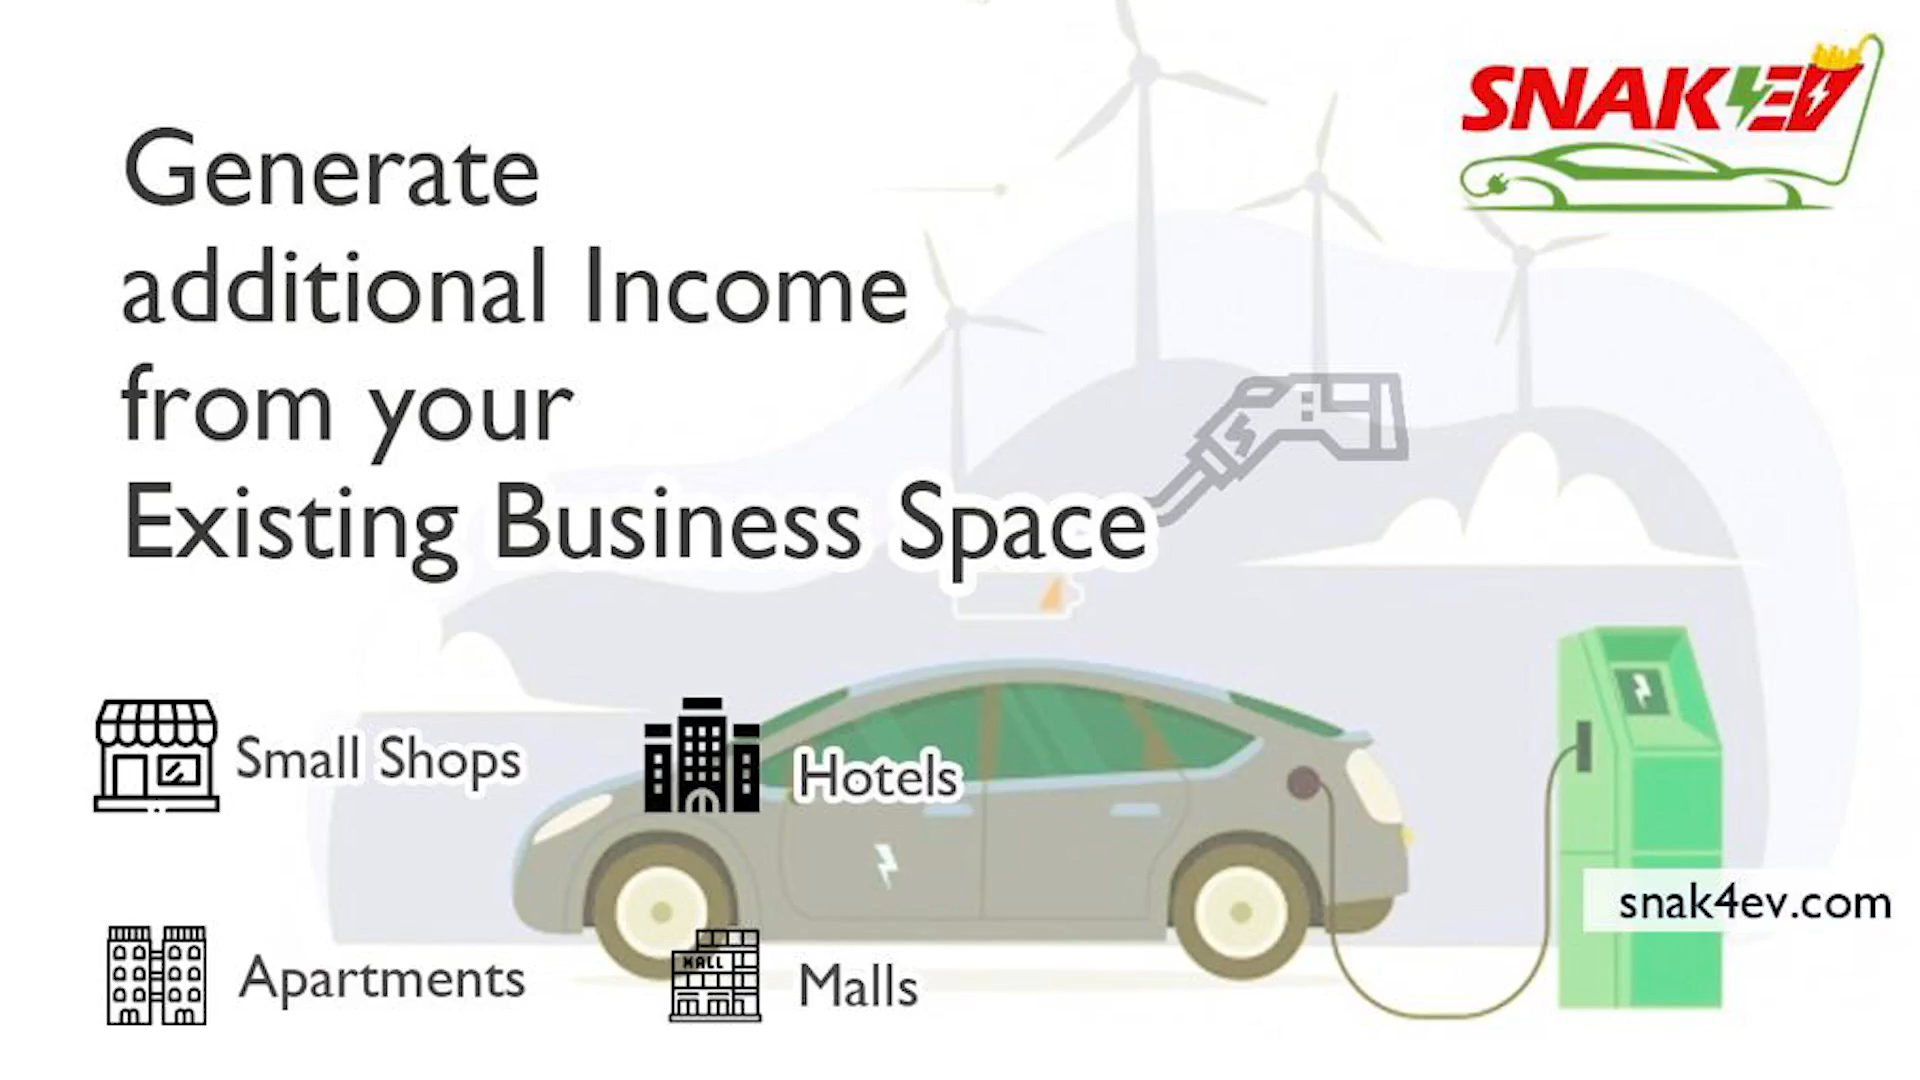 SNAK4EV
Generate
additional Income
from your
Existing Business Space
Small Shops
Hotels
snak4ev.com
Apartments
MALL
Malls